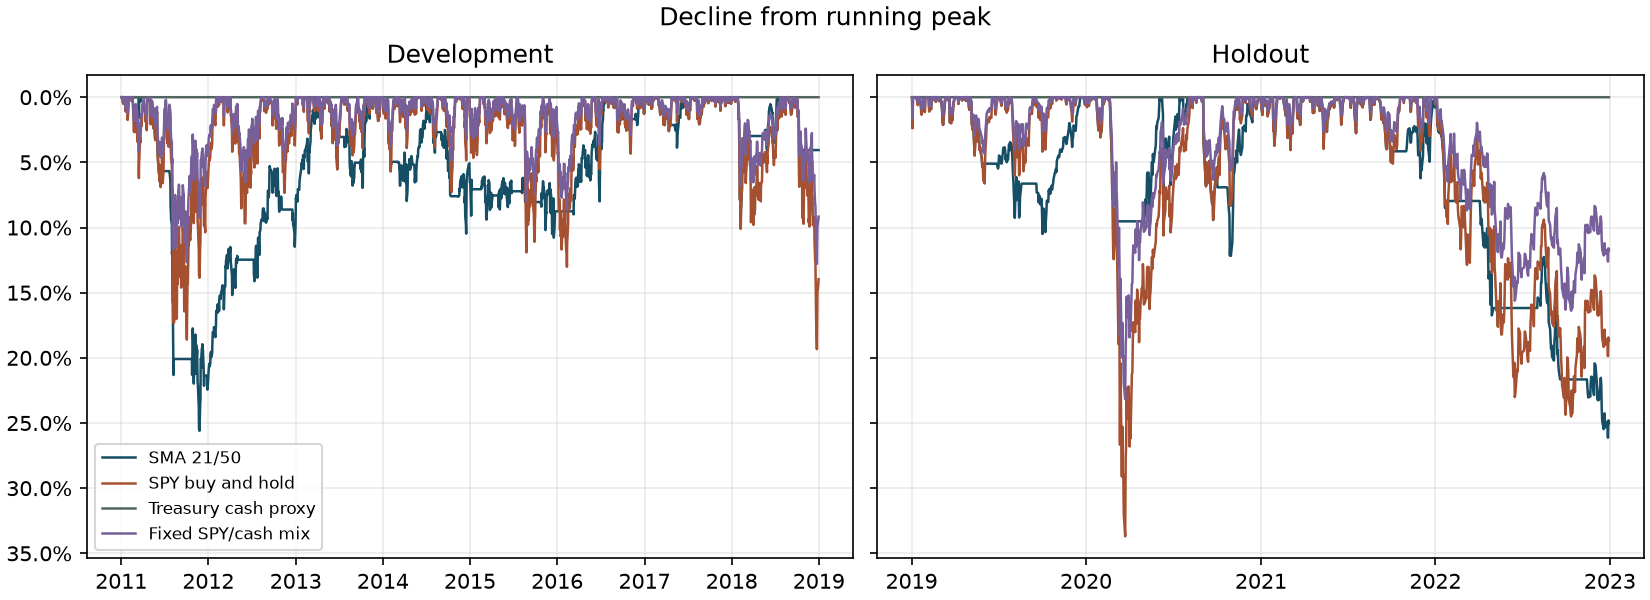 Decline from running peak
Development
Holdout
0.0%
5.0%
10.0%
15.0%
20.0%
25.0%
30.0%
35.0%
SMA 21/50
SPY buy and hold
Treasury cash proxy
Fixed SPY/cash mix
2011 2012 2013 2014 2015 2016 2017 2018 2019
2019 2020 2021 2022 2023